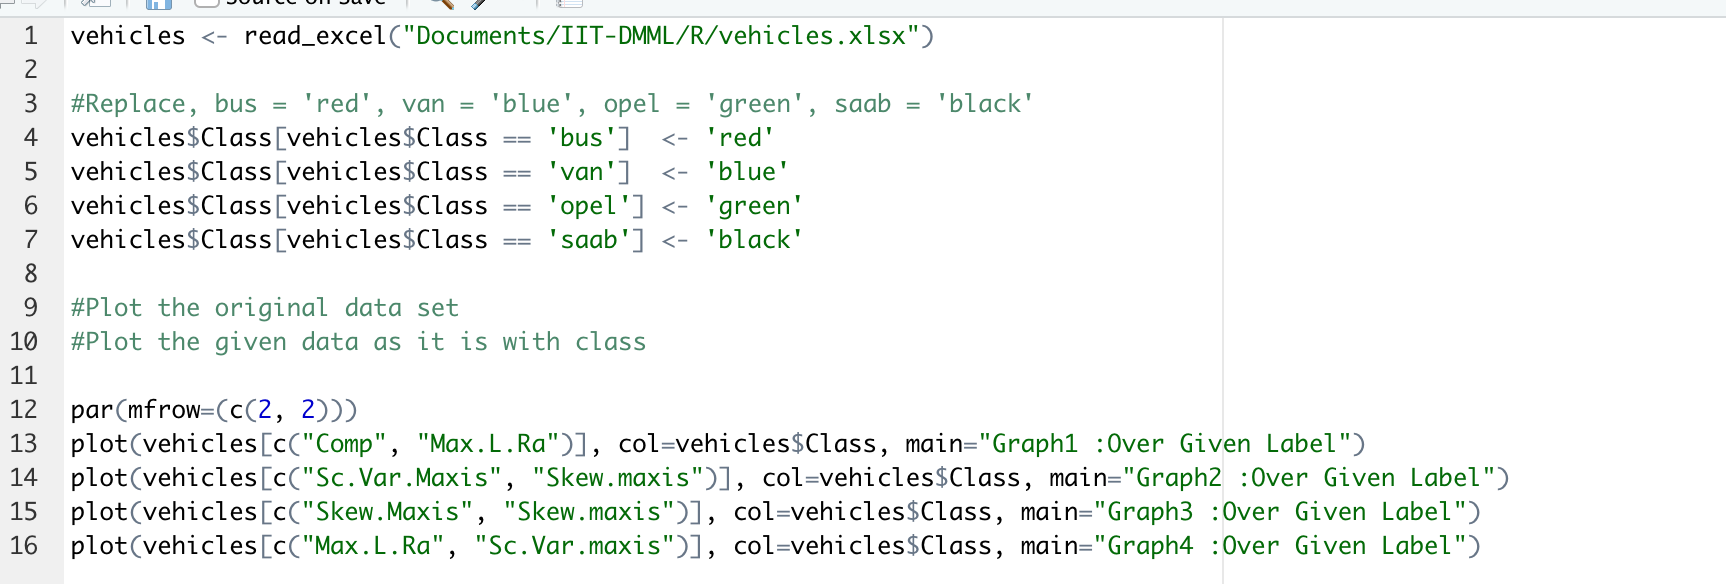 Source on Save
1 vehicles <- read_excel("Documents/IIT-DMML/R/vehicles.xlsx")
2
3 #Replace, bus = 'red', van = 'blue', opel = 'green', saab = 'black'
4 vehicles$Class[vehicles$Class == 'bus']  <- 'red'
5 vehicles$Class[vehicles$Class == 'van']  <- 'blue'
6 vehicles$Class[vehicles$Class == 'opel'] <- 'green'
7 vehicles$Class[vehicles$Class == 'saab'] <- 'black'
8
9 #Plot the original data set
10 #Plot the given data as it is with class
11
12 par(mfrow=(c(2, 2)))
13 plot(vehicles[c("Comp", "Max.L.Ra")], col=vehicles$Class, main="Graph1 :Over Given Label")
14 plot(vehicles[c("Sc.Var.Maxis", "Skew.maxis")], col=vehicles$Class, main="Graph2 :Over Given Label")
15 plot(vehicles[c("Skew.Maxis", "Skew.maxis")], col=vehicles$Class, main="Graph3 :Over Given Label")
16 plot(vehicles[c("Max.L.Ra", "Sc.Var.maxis")], col=vehicles$Class, main="Graph4 :Over Given Label")